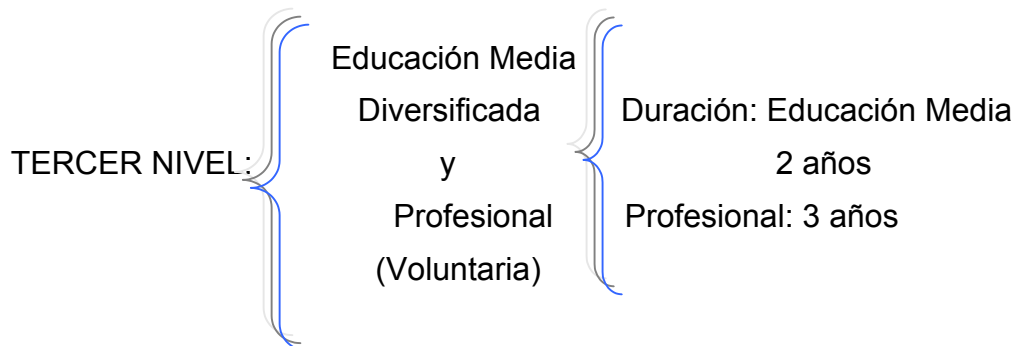 TERCER NIVEL:
Educación Media
Diversificada
y
Profesional
(Voluntaria)
Duración: Educación Media
2 años
Profesional: 3 años